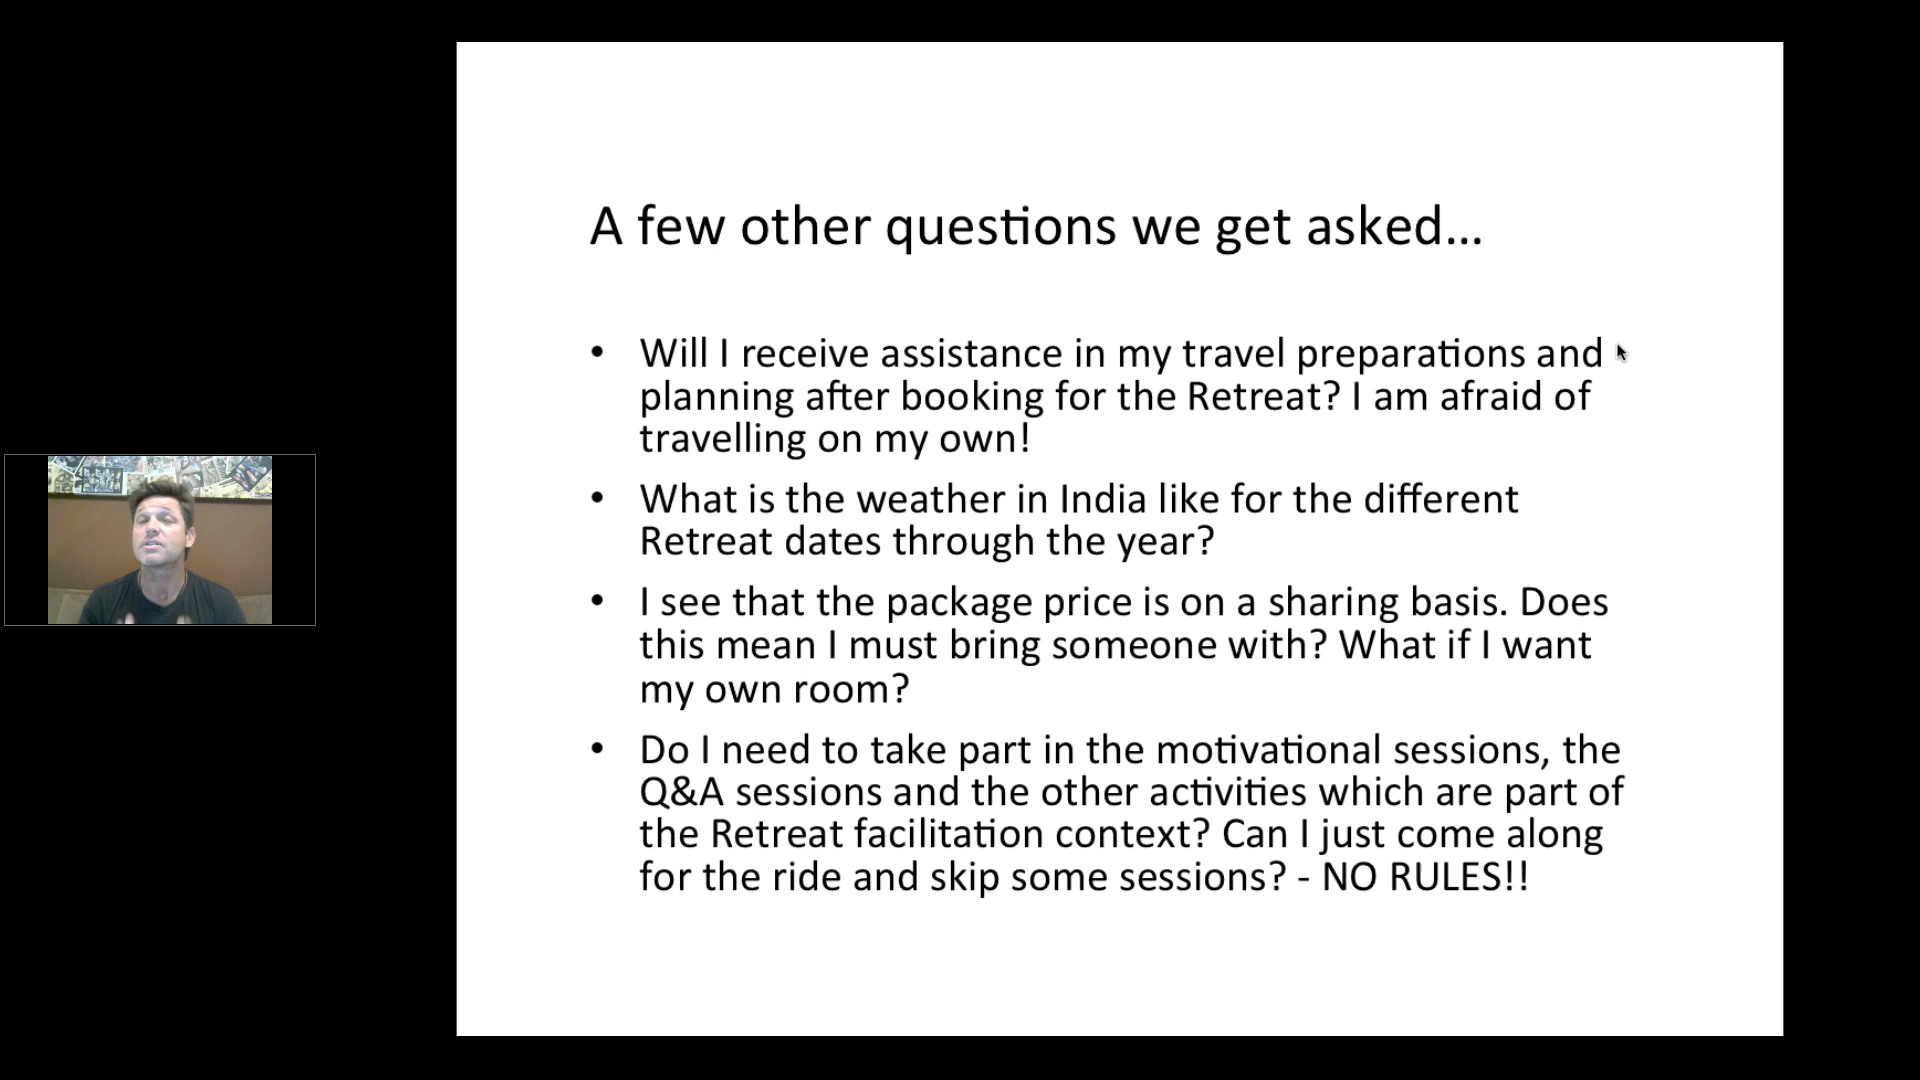 A few other questions we get asked…
• Will I receive assistance in my travel preparations and
planning after booking for the Retreat? I am afraid of
travelling on my own!
• What is the weather in India like for the different
Retreat dates through the year?
• I see that the package price is on a sharing basis. Does
this mean I must bring someone with? What if I want
my own room?
• Do I need to take part in the motivational sessions, the
Q&A sessions and the other activities which are part of
the Retreat facilitation context? Can I just come along
for the ride and skip some sessions? - NO RULES!!